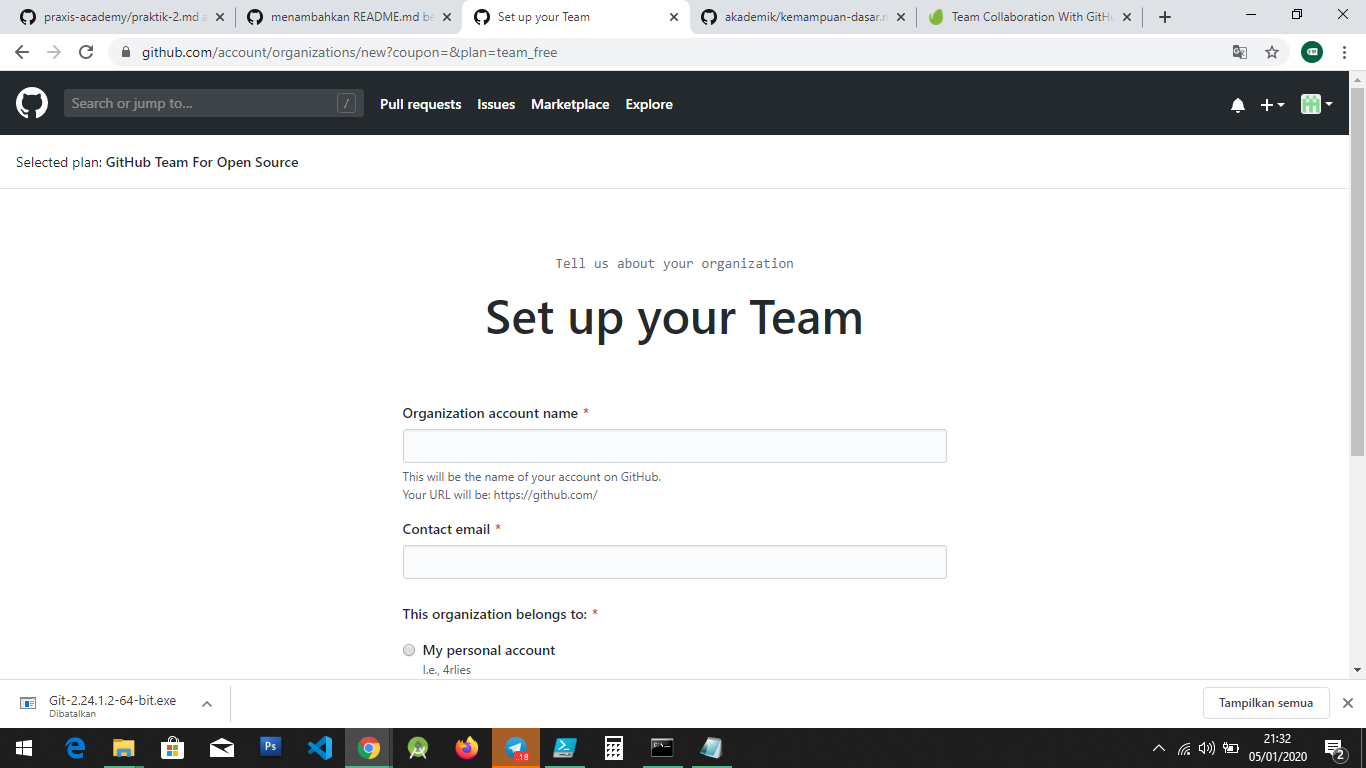 praxis-academy/praktik-2.md a
menambahkan README.md be
Set up your Team
akademik/kemampuan-dasar.n
Team Collaboration With GitHu
github.com/account/organizations/new?coupon=&plan=team_free
Search or jump to...
/
Pull requests
Issues
Marketplace
Explore
Selected plan: GitHub Team For Open Source
Tell us about your organization
Set up your Team
Organization account name *
This will be the name of your account on GitHub.
Your URL will be: https://github.com/
Contact email *
This organization belongs to: *
My personal account
I.e., 4rlies
Git-2.24.1.2-64-bit.exe
Dibatalkan
Tampilkan semua
Ps
..18
21:32
05/01/2020
2